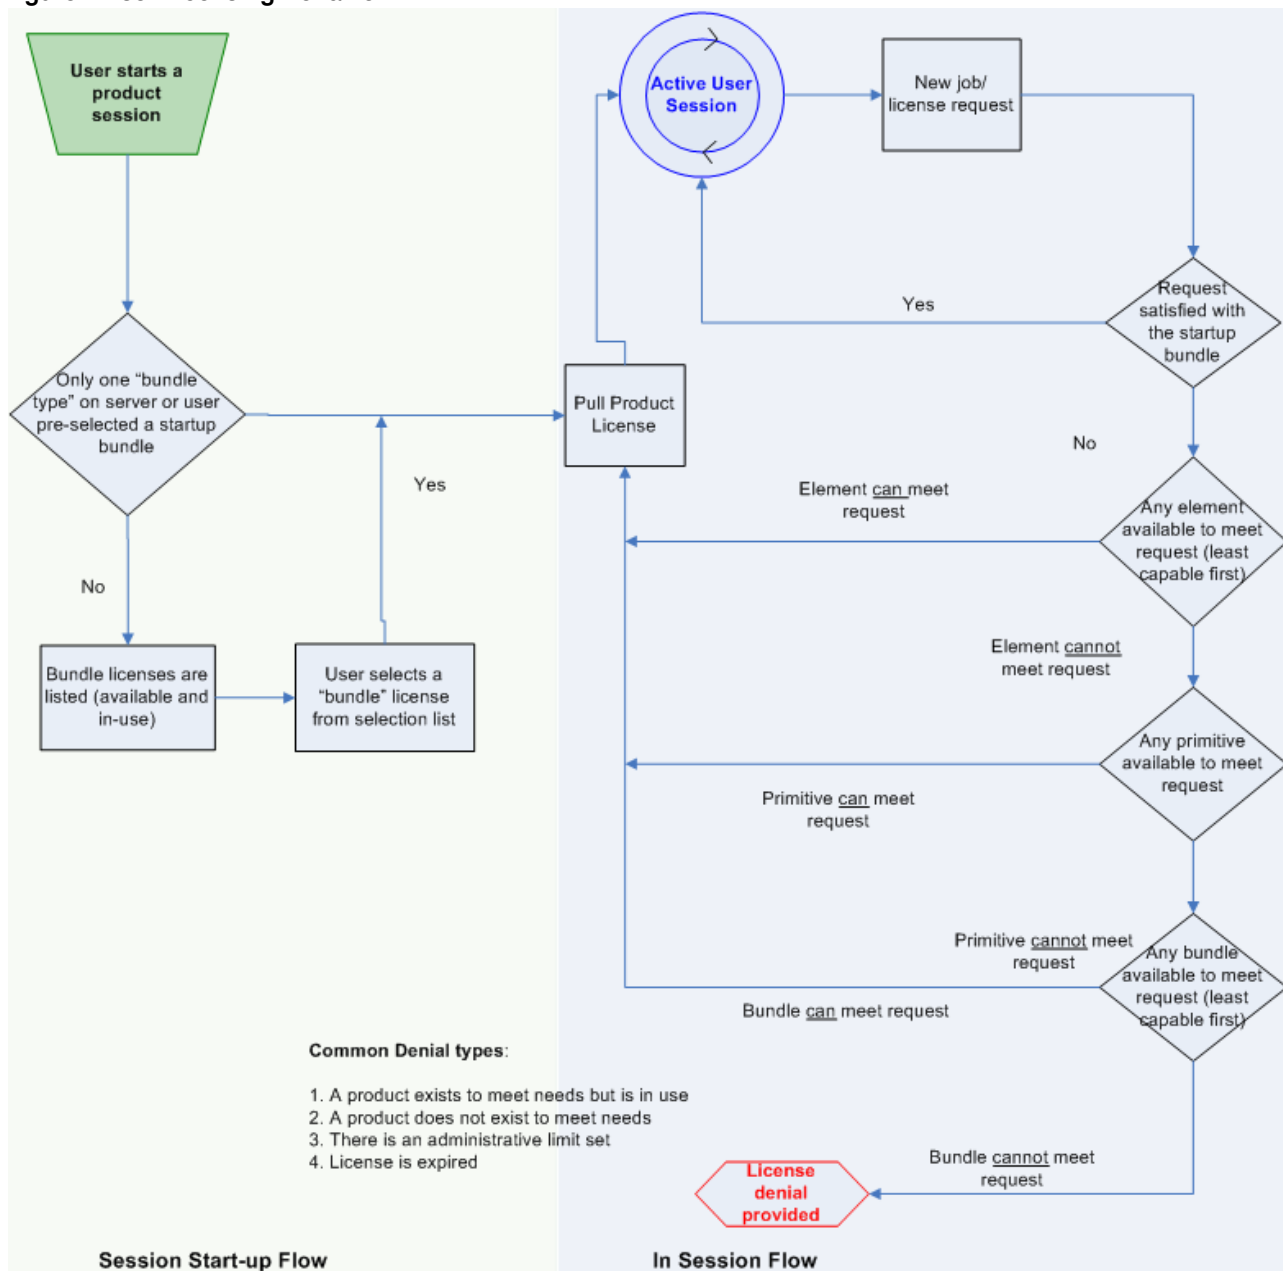 User starts a
product
session
Active User
Session
New job/
license request
Request
satisfied with
the startup
bundle
Yes
Only one “bundle
type” on server or user
pre-selected a startup
bundle
Pull Product
License
No
Yes
Element can meet
request
Any element
available to meet
request (least
capable first)
No
Element cannot
meet request
Bundle licenses are
listed (available and
in-use)
User selects a
“bundle” license
from selection list
Any primitive
available to meet
request
Primitive can meet
request
Primitive cannot meet
request
Any bundle
available to meet
request (least
capable first)
Bundle can meet request
Common Denial types:
1. A product exists to meet needs but is in use
2. A product does not exist to meet needs
3. There is an administrative limit set
4. License is expired
Bundle cannot meet
request
License
denial
provided
Session Start-up Flow
In Session Flow